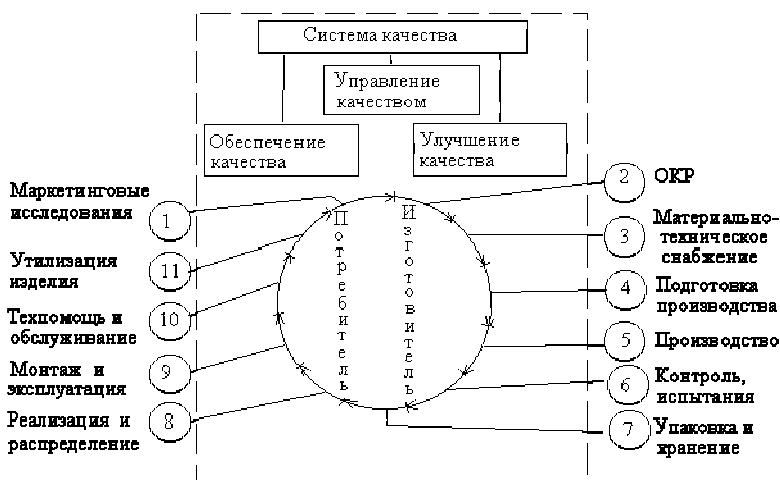 Система качества
Управление
качеством
Обеспечение
качества
Улучшение
качества
Маркетинговые
исследования
1
Утилизация
изделия
11
Техпомощь и
обслуживание
10
Монтаж и
эксплуатация
9
Реализация и
распределение
8
Потребитель
Изготовитель
2
ОКР
3
Материально-
техническое
снабжение
4
Подготовка
производства
5
Производство
6
Контроль,
испытания
7
Упаковка и
хранение